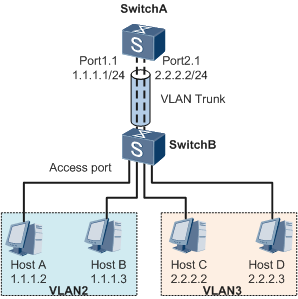 SwitchA
Port1.1 Port2.1
1.1.1.1/24 2.2.2.2/24
VLAN Trunk
SwitchB
Access port
Host A Host B Host C Host D
1.1.1.2 1.1.1.3 2.2.2.2 2.2.2.3
VLAN2 VLAN3